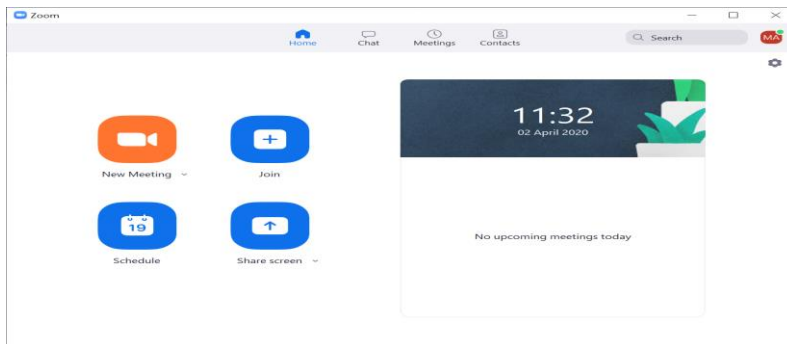 Zoom
Home Chat Meetings Contacts
Search
MA
11:32
02 April 2020
New Meeting
Join
19
Schedule
Share screen
No upcoming meetings today